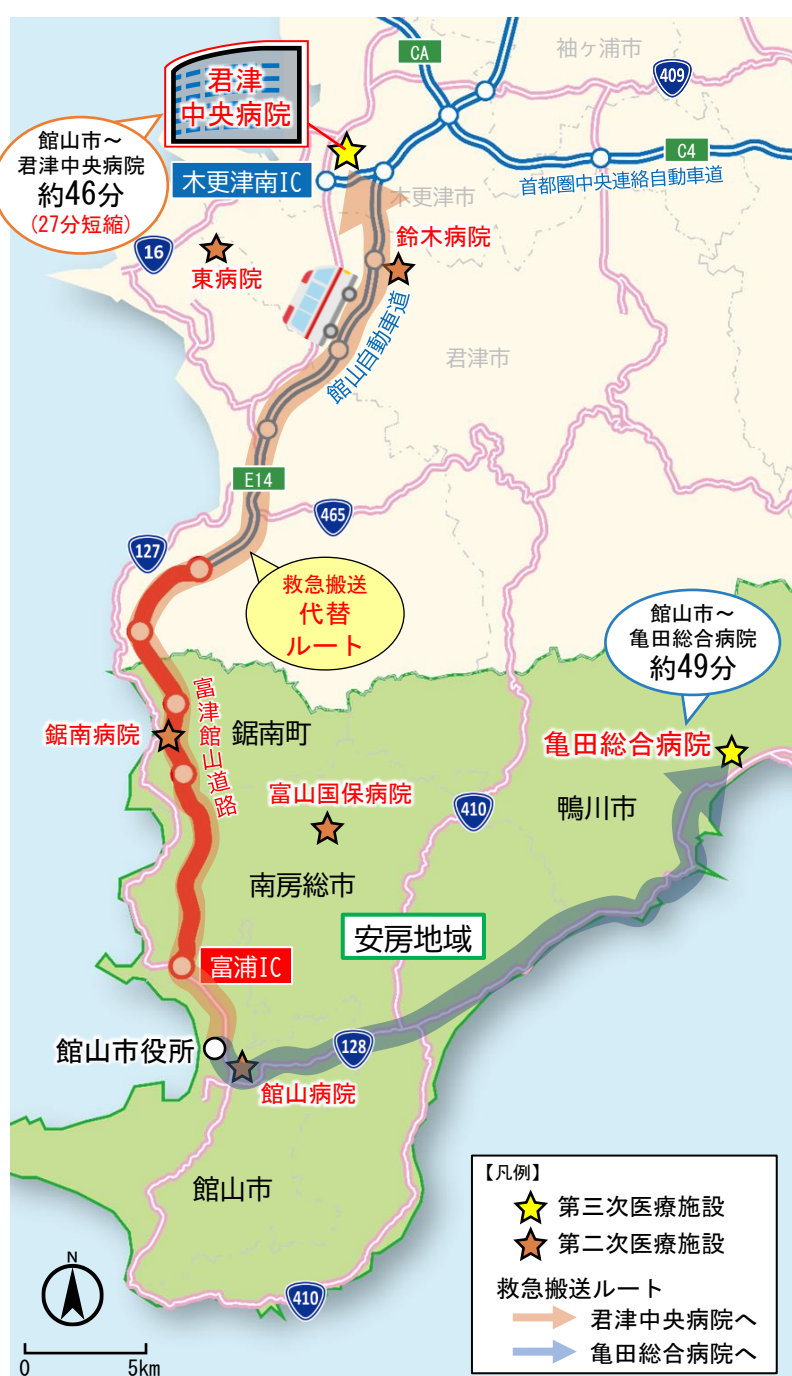 君津
中央病院
袖ヶ浦市
CA
409
館山市～
君津中央病院
約46分
(27分短縮)
木更津南IC
C4
首都圏中央連絡自動車道
木更津市
16
東病院
鈴木病院
館山自動車道
君津市
E14
465
127
救急搬送
代替
ルート
館山市～
亀田総合病院
約49分
富津館山道路
鋸南病院
鋸南町
亀田総合病院
富山国保病院
410
鴨川市
南房総市
安房地域
富浦IC
館山市役所
128
館山病院
館山市
410
【凡例】
第三次医療施設
第二次医療施設
救急搬送ルート
君津中央病院へ
亀田総合病院へ
N
0 5km